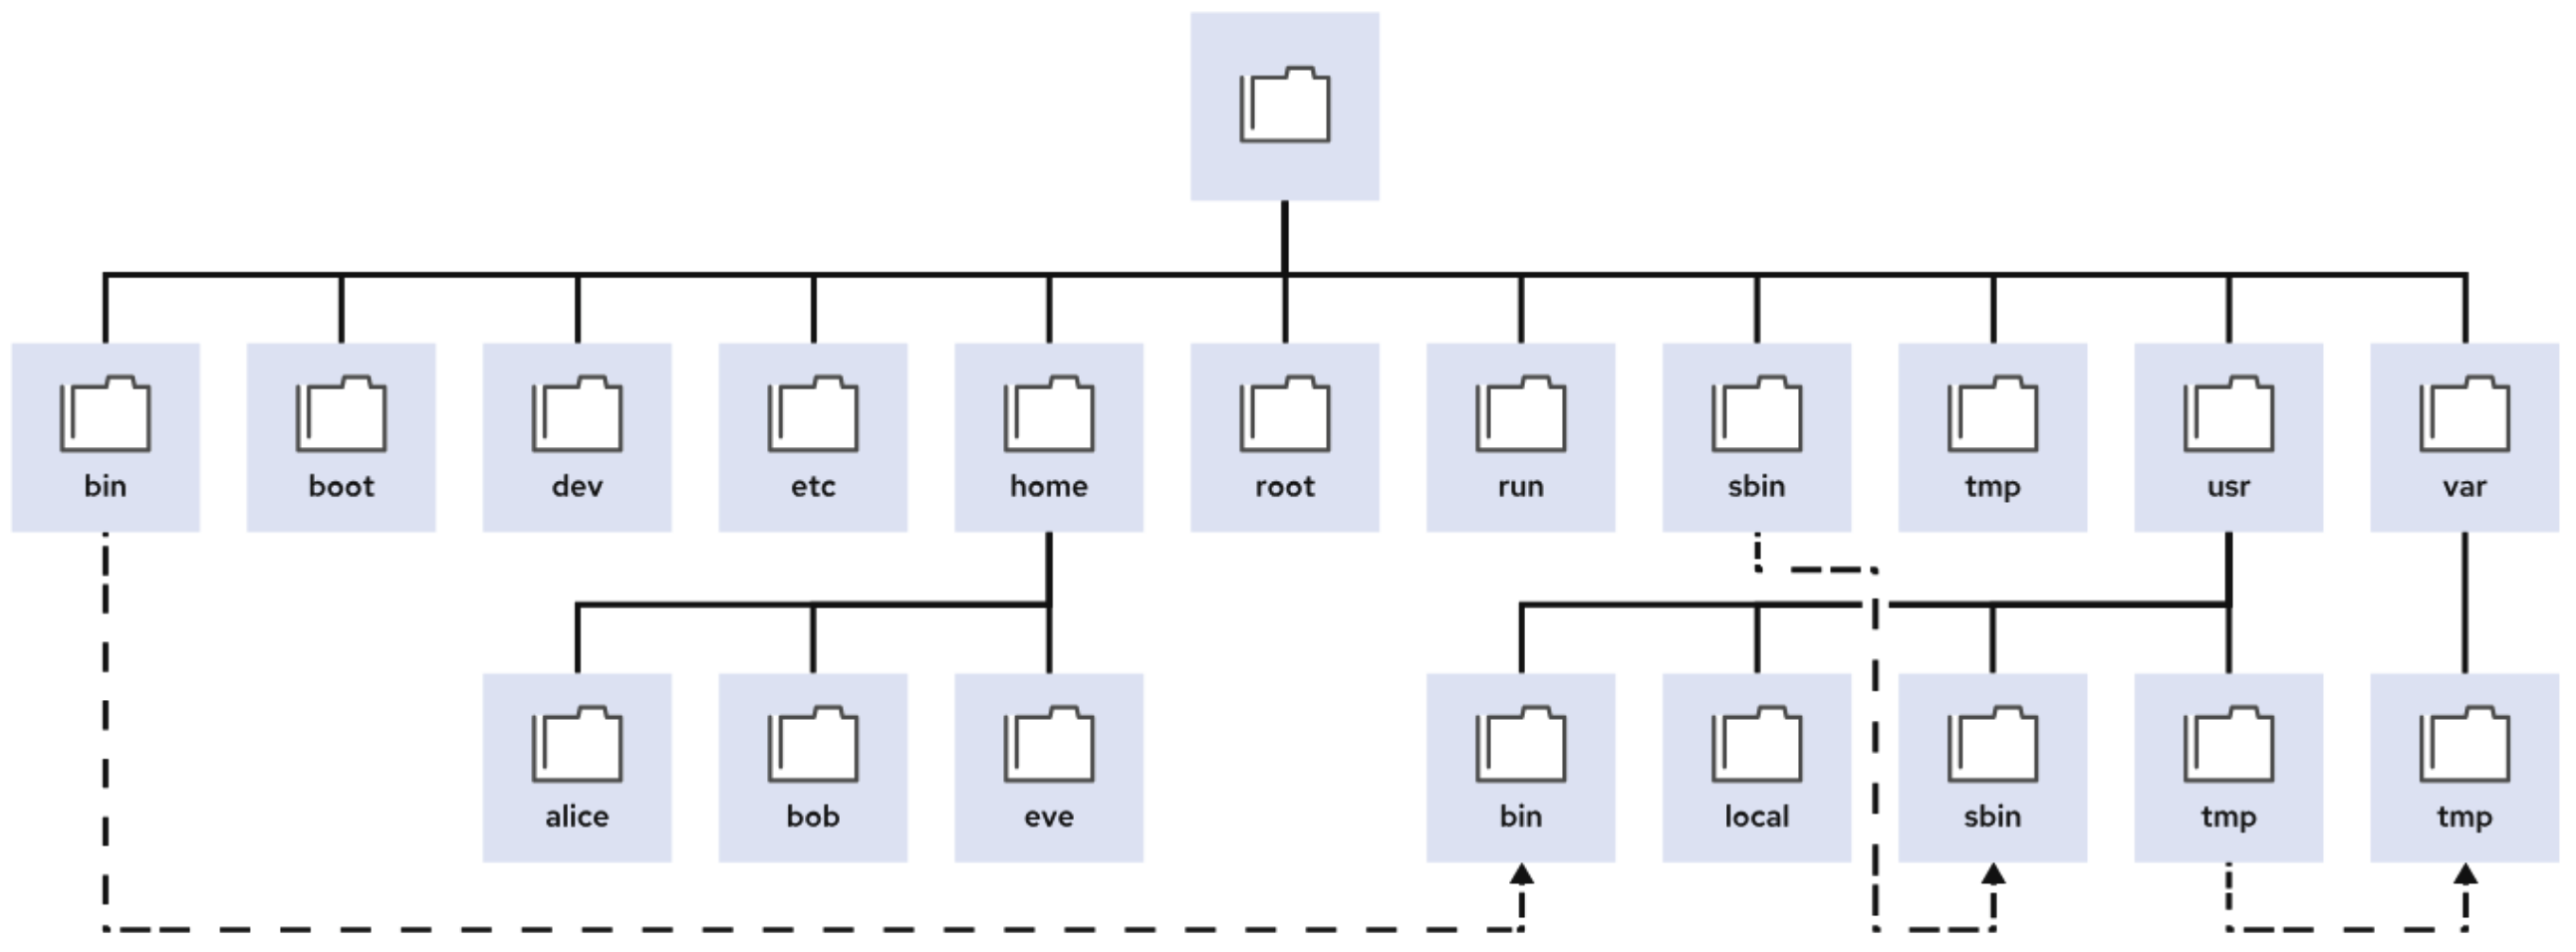 bin
boot
dev
etc
home
root
run
sbin
tmp
usr
var
alice
bob
eve
bin
local
sbin
tmp
tmp